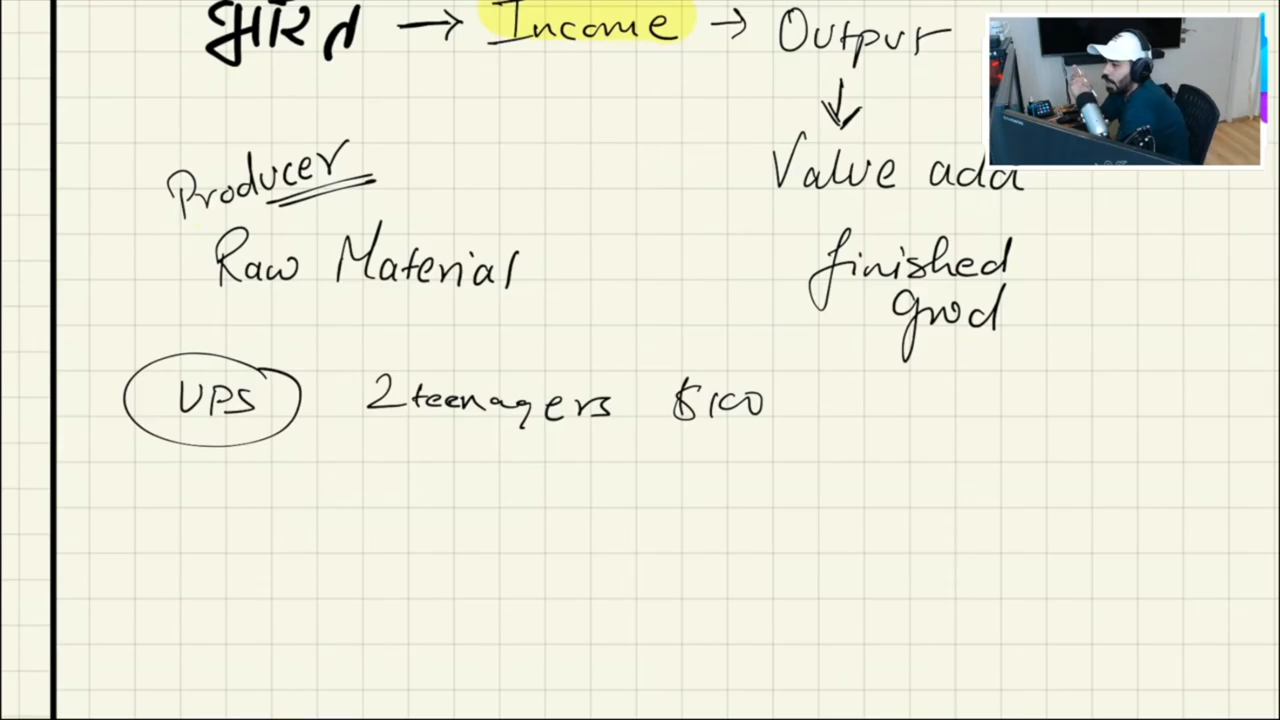 भारत → Income → Output
↓
Value add
Producer
Raw Material
finished
good
UPS 2 teenagers $100